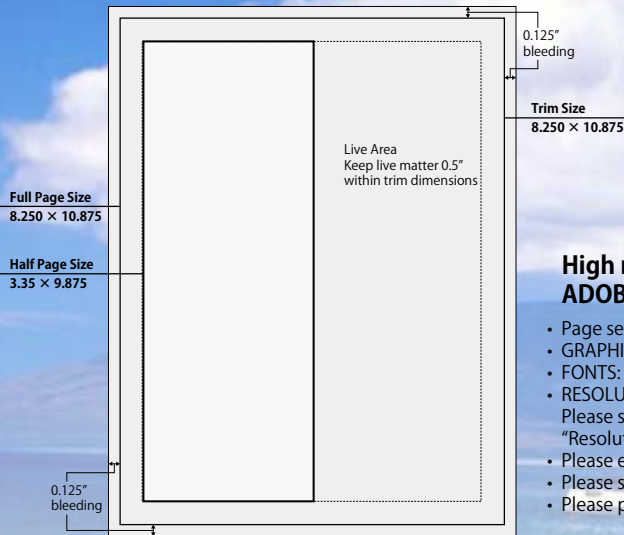 0.125"
bleeding
Trim Size
8.250 × 10.875
Live Area
Keep live matter 0.5"
within trim dimensions
Full Page Size
8.250 × 10.875
Half Page Size
3.35 × 9.875
High
ADOB
• Page se
• GRAPHI
• FONTS:
• RESOLU
Please s
"Resolu
• Please e
• Please s
• Please p
0.125"
bleeding